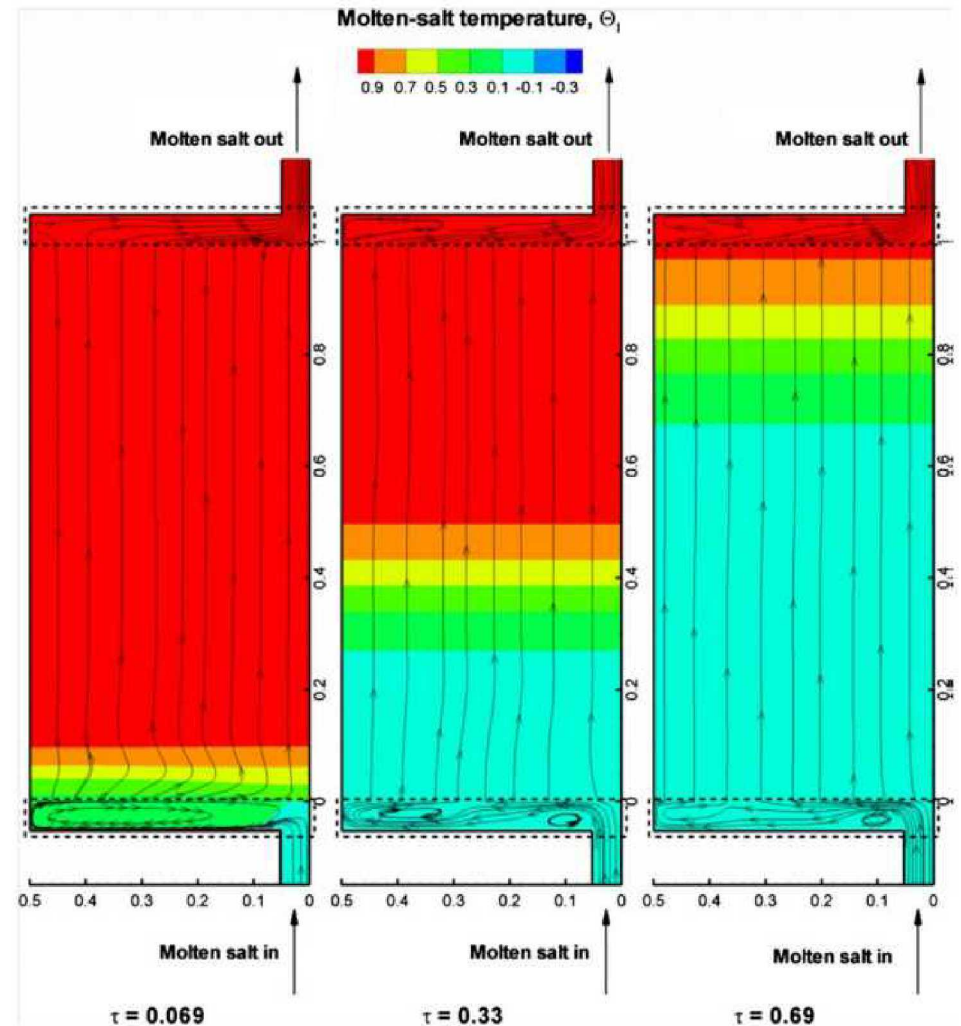 Molten-salt temperature, Θl
0.9 0.7 0.5 0.3 0.1 -0.1 -0.3
Molten salt out Molten salt out Molten salt out
0.8 0.8 0.8
0.6 0.6 0.6
0.4 0.4 0.4
0.2 0.2 0.2
0 0 0
0.5 0.4 0.3 0.2 0.1 0 0.5 0.4 0.3 0.2 0.1 0 0.5 0.4 0.3 0.2 0.1 0
Molten salt in Molten salt in Molten salt in
τ = 0.069 τ = 0.33 τ = 0.69